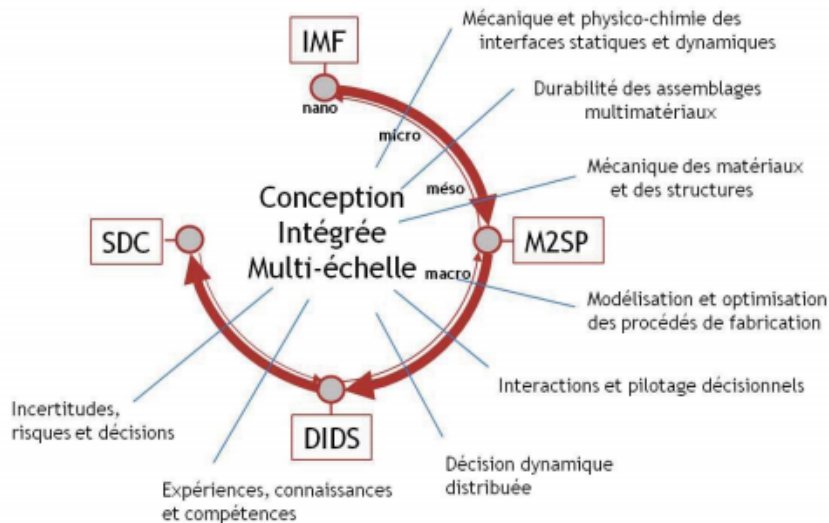 IMF
Mécanique et physico-chimie des
interfaces statiques et dynamiques
nano
Durabilité des assemblages
multimatériaux
micro
Mécanique des matériaux
et des structures
méso
Conception
Intégrée
Multi-échelle
SDC
M2SP
macro
Modélisation et optimisation
des procédés de fabrication
Interactions et pilotage décisionnels
Incertitudes,
risques et décisions
DIDS
Décision dynamique
distribuée
Expériences, connaissances
et compétences